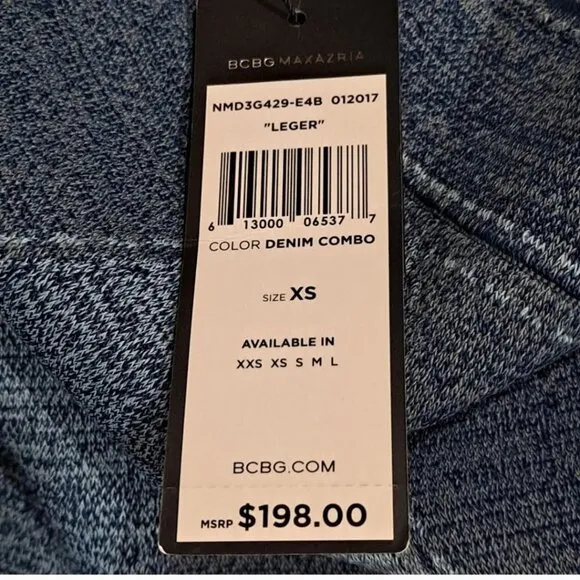 BCBGMAXAZRIA
NMD3G429-E4B 012017
"LEGER"
6 13000 06537 7
COLOR DENIM COMBO
SIZE XS
AVAILABLE IN
XXS XS S M L
BCBG.COM
MSRP $198.00